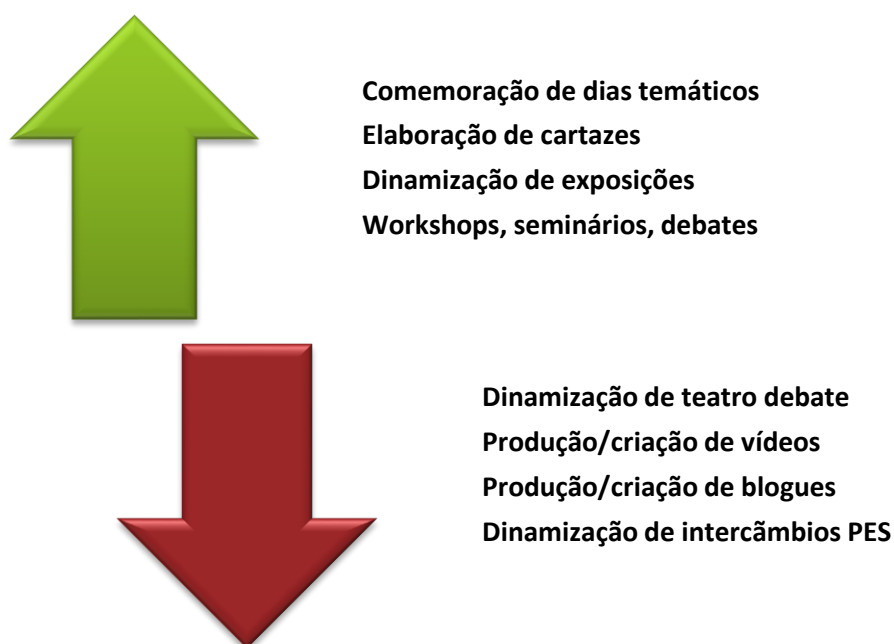 Comemoração de dias temáticos
Elaboração de cartazes
Dinamização de exposições
Workshops, seminários, debates
Dinamização de teatro debate
Produção/criação de vídeos
Produção/criação de blogues
Dinamização de intercãmbios PES